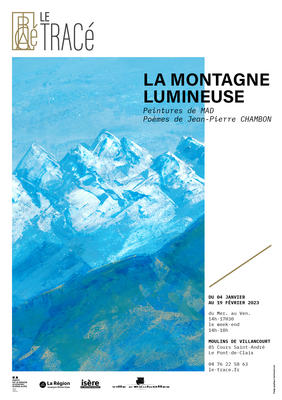 LE
TRACé
LA MONTAGNE
LUMINEUSE
Peintures de MAD
Poèmes de Jean-Pierre CHAMBON
DU 04 JANVIER
AU 19 FÉVRIER 2023
du Mer. au Ven.
14h-17H30
le week-end
14h-18h
MOULINS DE VILLANCOURT
85 Cours Saint-André
Le Pont-de-Claix
04 76 22 58 63
le-trace.fr
La Région
isère